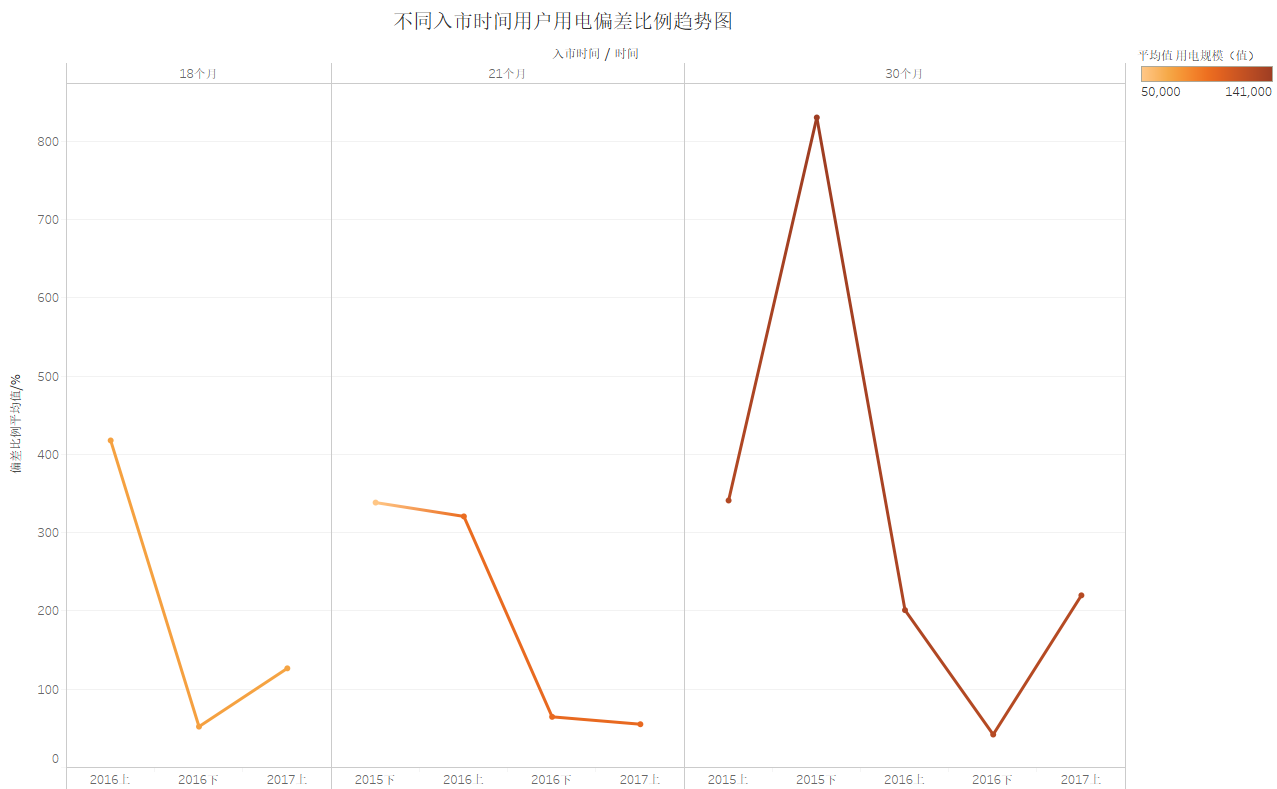 不同入市时间用户用电偏差比例趋势图
入市时间 / 时间
18个月
21个月
30个月
平均值 用电规模（值）
50,000
141,000
偏差比例平均值/%
800
700
600
500
400
300
200
100
0
2016上
2016下
2017上
2015下
2016上
2016下
2017上
2015上
2015下
2016上
2016下
2017上